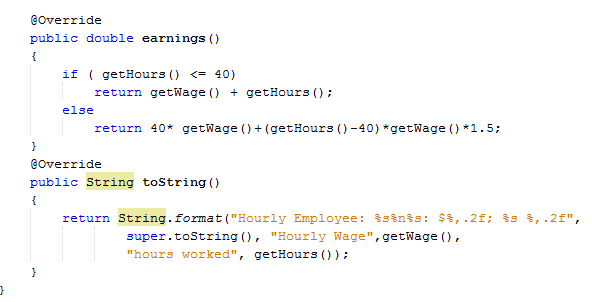 @Override
public double earnings()
{
if ( getHours() <= 40)
return getWage() + getHours();
else
return 40* getWage()+(getHours()-40)*getWage()*1.5;
}
@Override
public String toString()
{
return String.format("Hourly Employee: %s%n%s: $%,.2f; %s %,.2f",
super.toString(), "Hourly Wage",getWage(),
"hours worked", getHours());
}
}